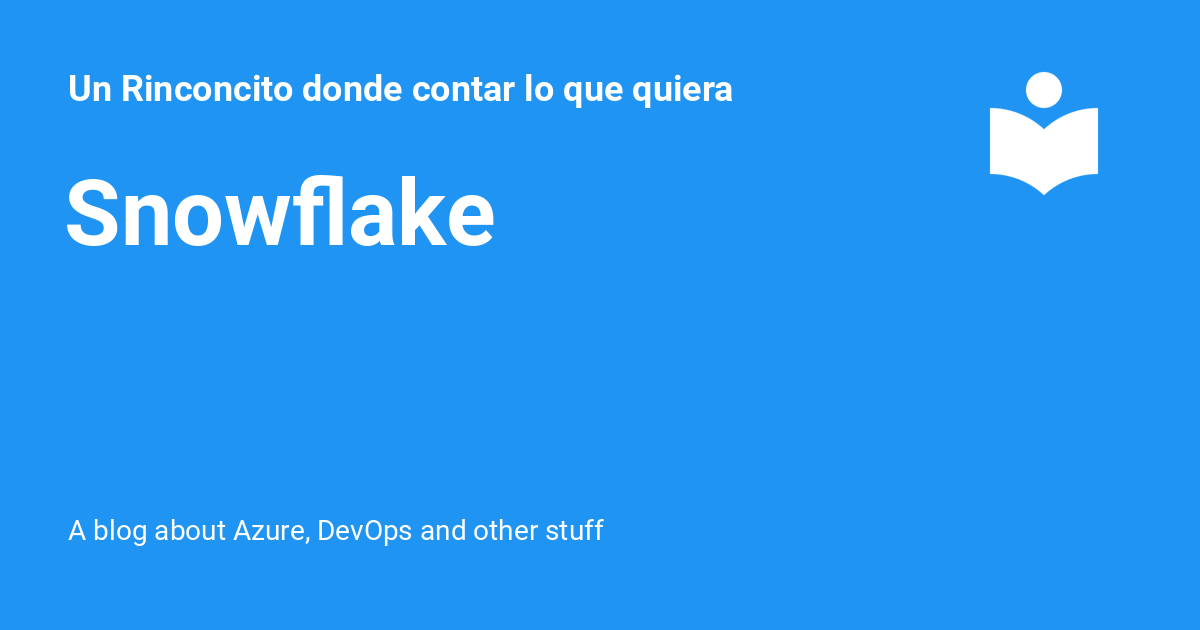 Un Rinconcito donde contar lo que quiera
Snowflake
A blog about Azure, DevOps and other stuff